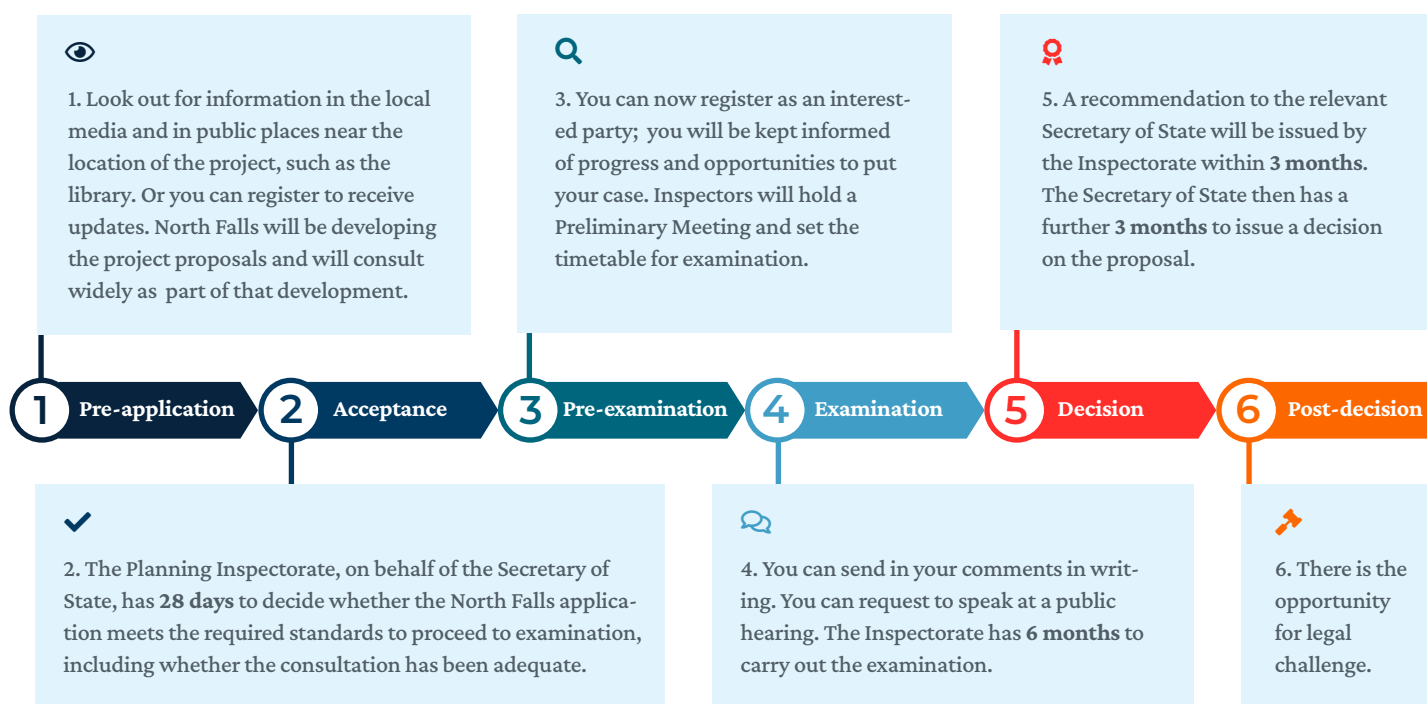 1. Look out for information in the local
media and in public places near the
location of the project, such as the
library. Or you can register to receive
updates. North Falls will be developing
the project proposals and will consult
widely as part of that development.
3. You can now register as an interest-
ed party; you will be kept informed
of progress and opportunities to put
your case. Inspectors will hold a
Preliminary Meeting and set the
timetable for examination.
5. A recommendation to the relevant
Secretary of State will be issued by
the Inspectorate within 3 months.
The Secretary of State then has a
further 3 months to issue a decision
on the proposal.
1 Pre-application
2 Acceptance
3 Pre-examination
4 Examination
5 Decision
6 Post-decision
2. The Planning Inspectorate, on behalf of the Secretary of
State, has 28 days to decide whether the North Falls applica-
tion meets the required standards to proceed to examination,
including whether the consultation has been adequate.
4. You can send in your comments in writ-
ing. You can request to speak at a public
hearing. The Inspectorate has 6 months to
carry out the examination.
6. There is the
opportunity
for legal
challenge.